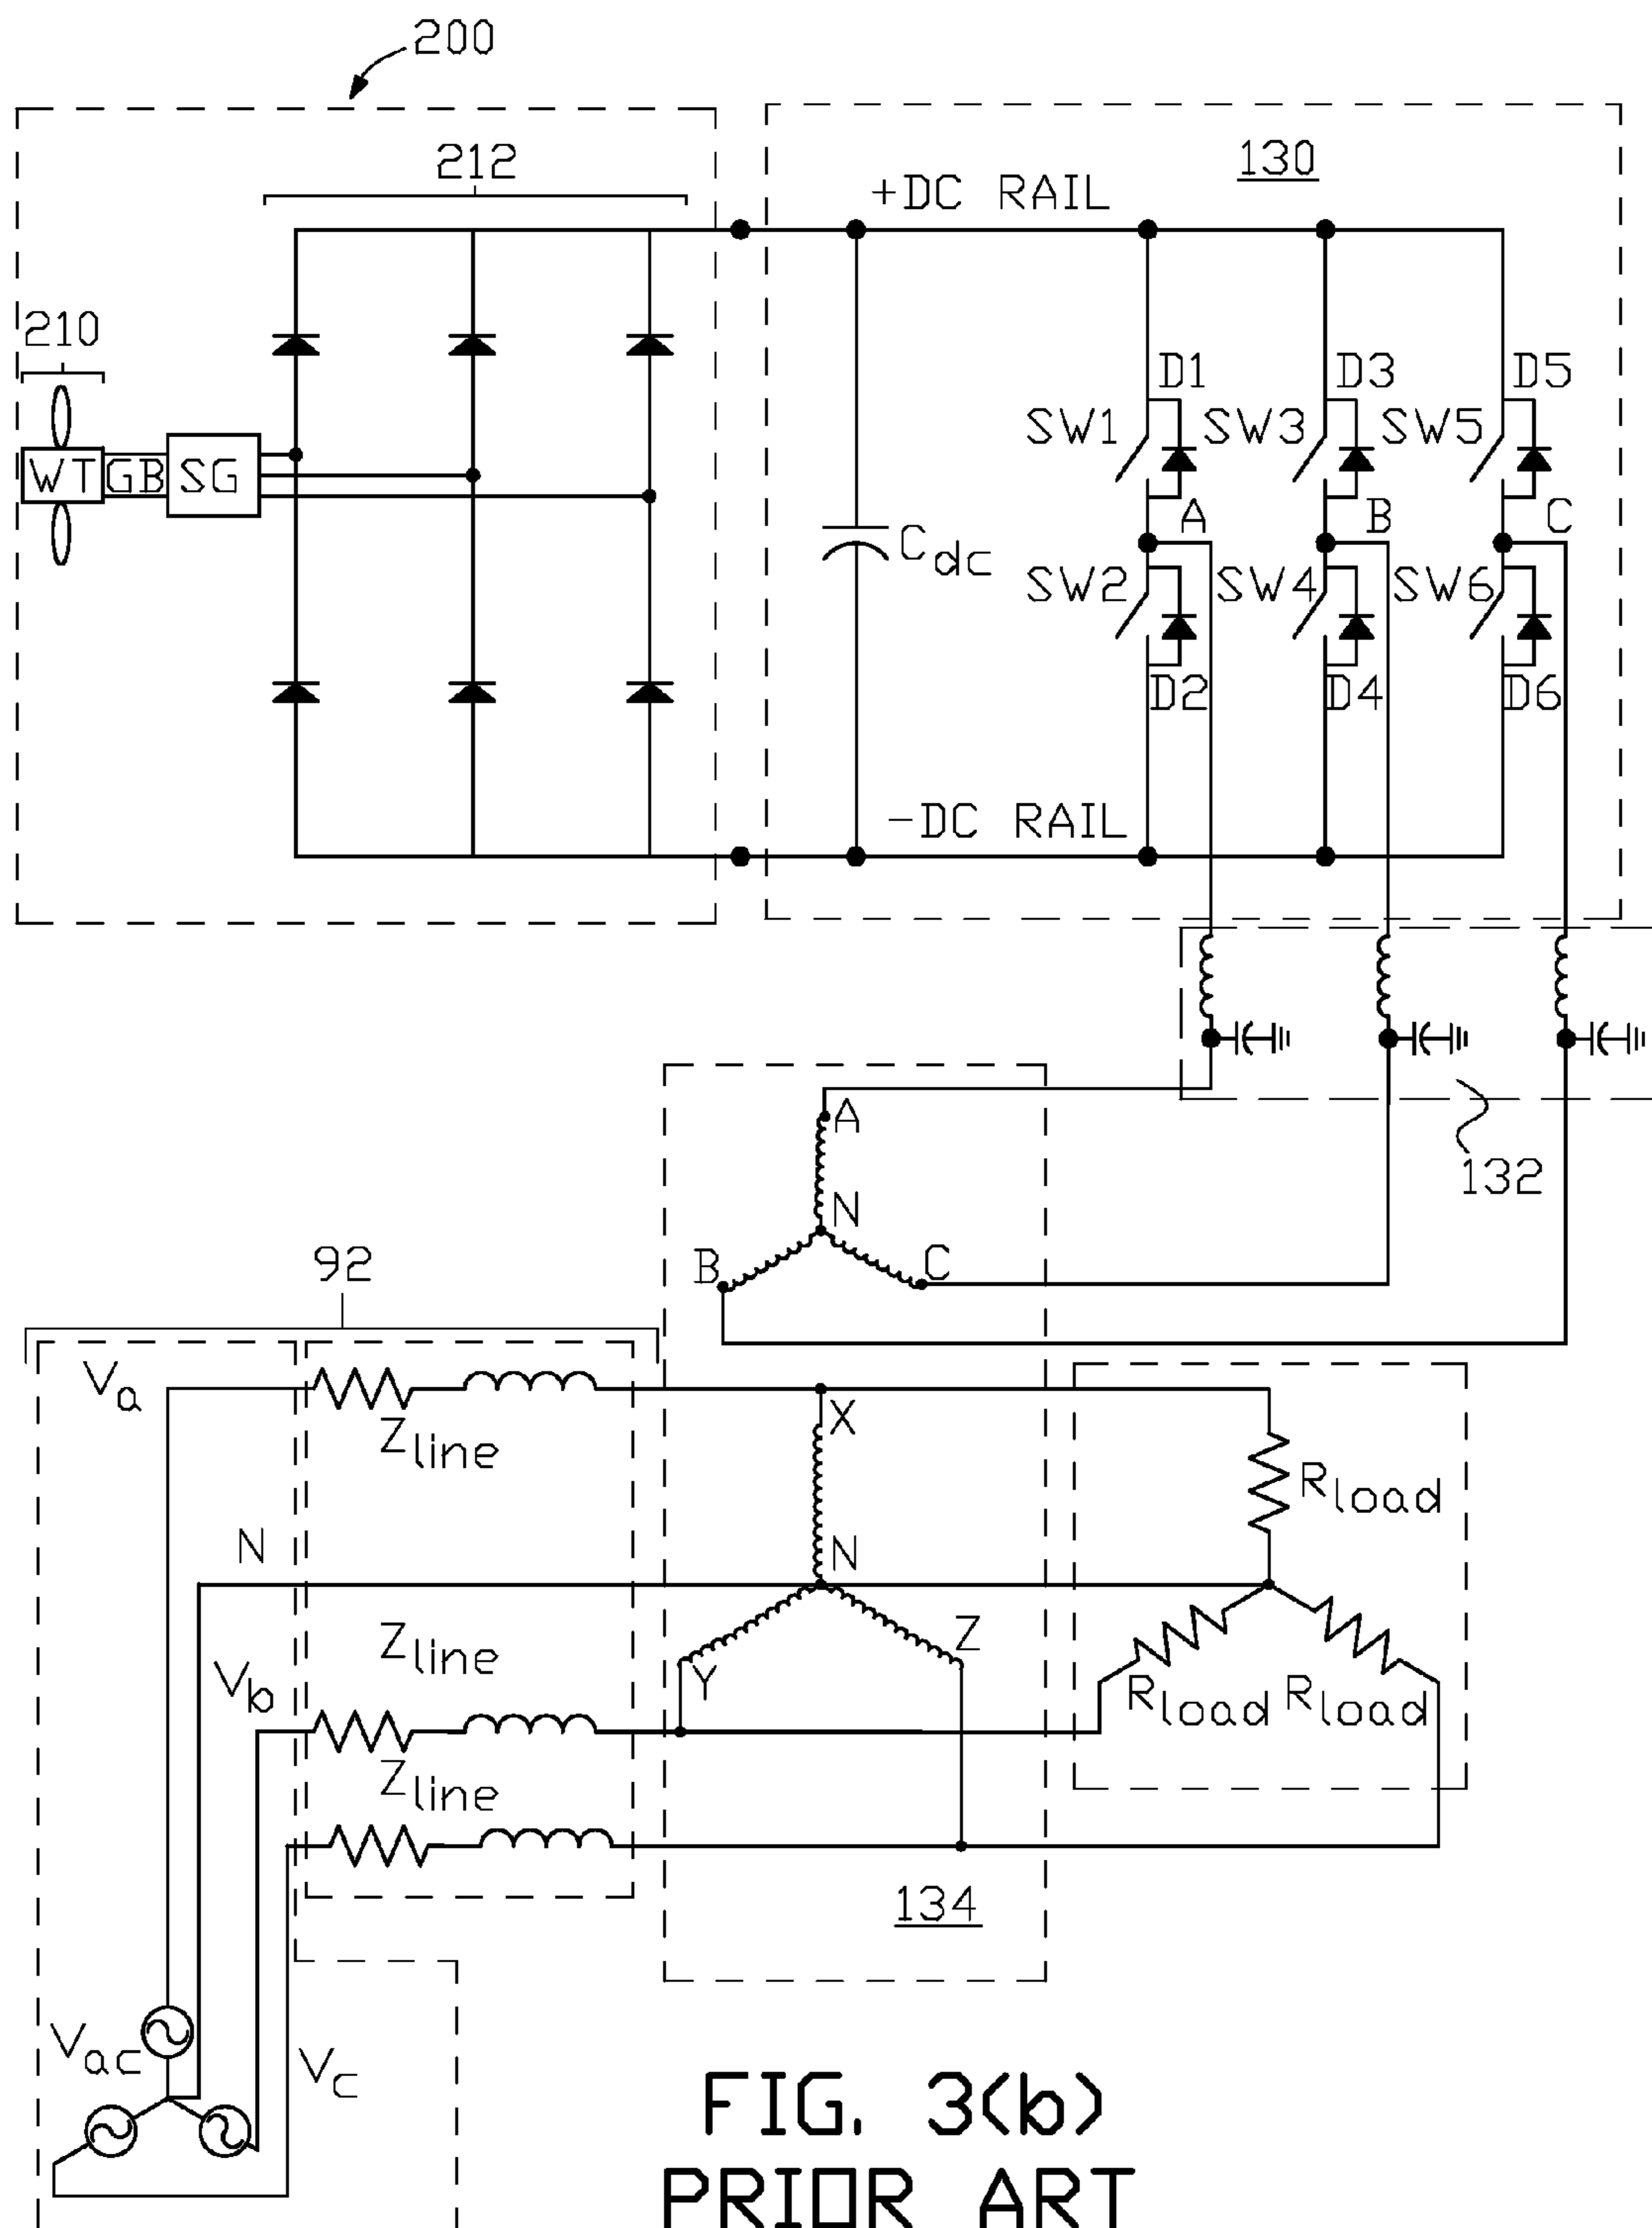 200
212
130
+DC RAIL
210
D1 D3 D5
SW1 SW3 SW5
WT GB SG
A B C
Cdc
SW2 SW4 SW6
D2 D4 D6
-DC RAIL
A
132
N
B C
92
Va
X
Zline
Rload
N N
Zline
Z
Vb
Y
Rload Rload
Zline
134
Vac
Vc
FIG. 3(b)
PRIOR ART